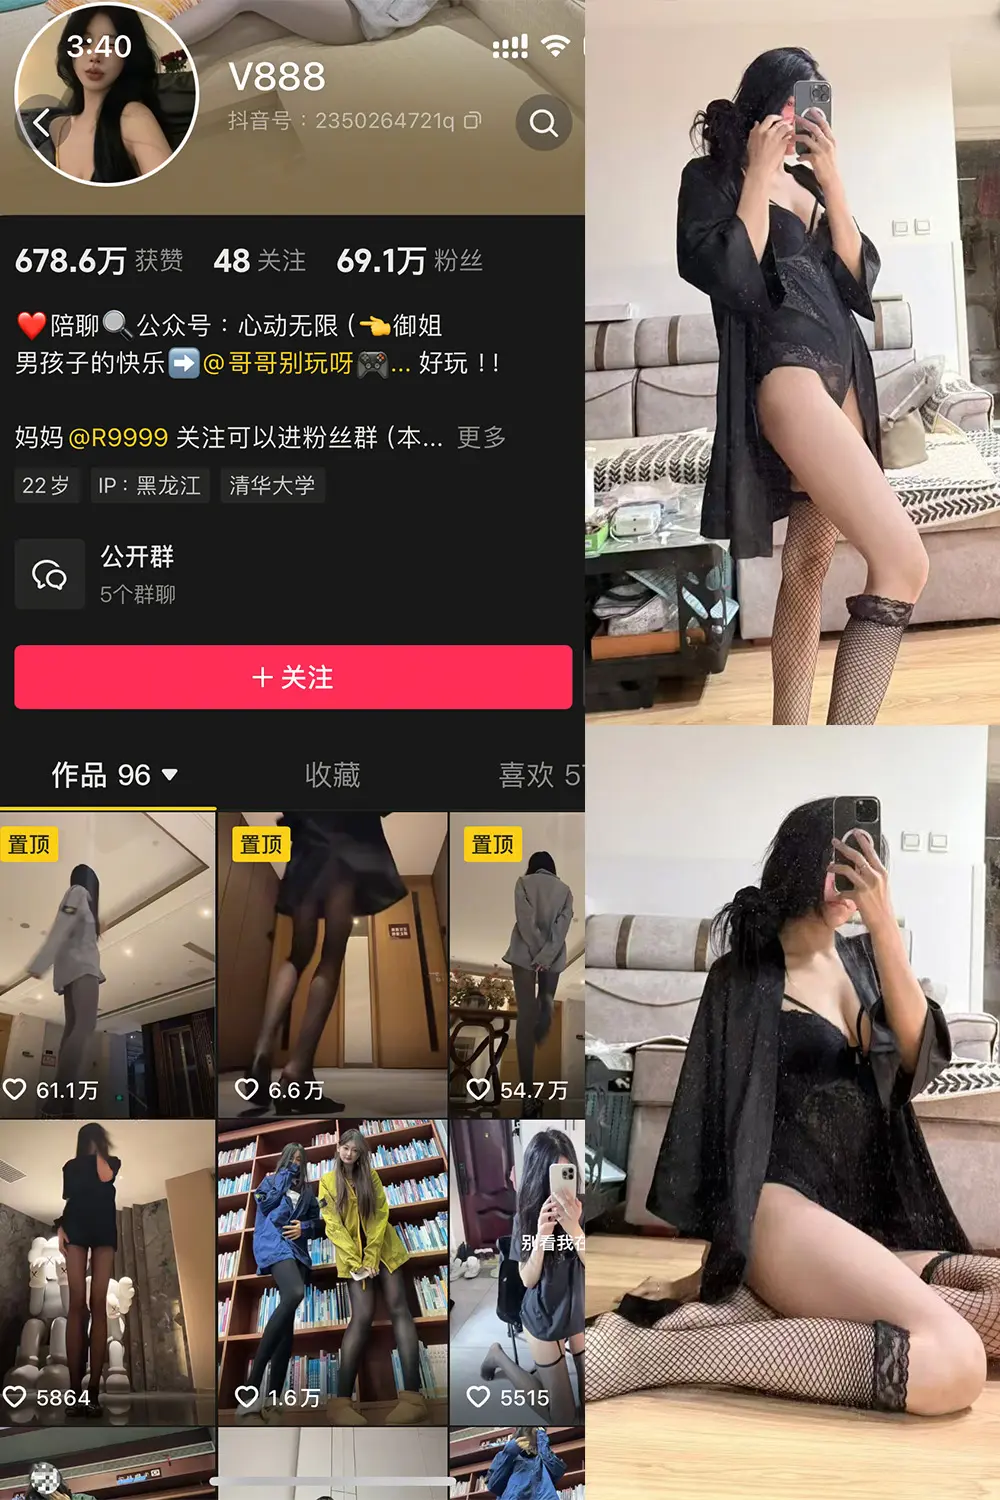 3:40
V888
抖音号：2350264721q
678.6万 获赞 48 关注 69.1万 粉丝
❤️陪聊🔍公众号：心动无限（👈御姐
男孩子的快乐➡️@哥哥别玩呀🎮... 好玩 ! !
妈妈@R9999 关注可以进粉丝群（本... 更多
22岁 IP：黑龙江 清华大学
公开群
5个群聊
+ 关注
作品 96 ▼ 收藏 喜欢 5
置顶 置顶 置顶
61.1万 6.6万 54.7万
别看我在
5864 1.6万 5515